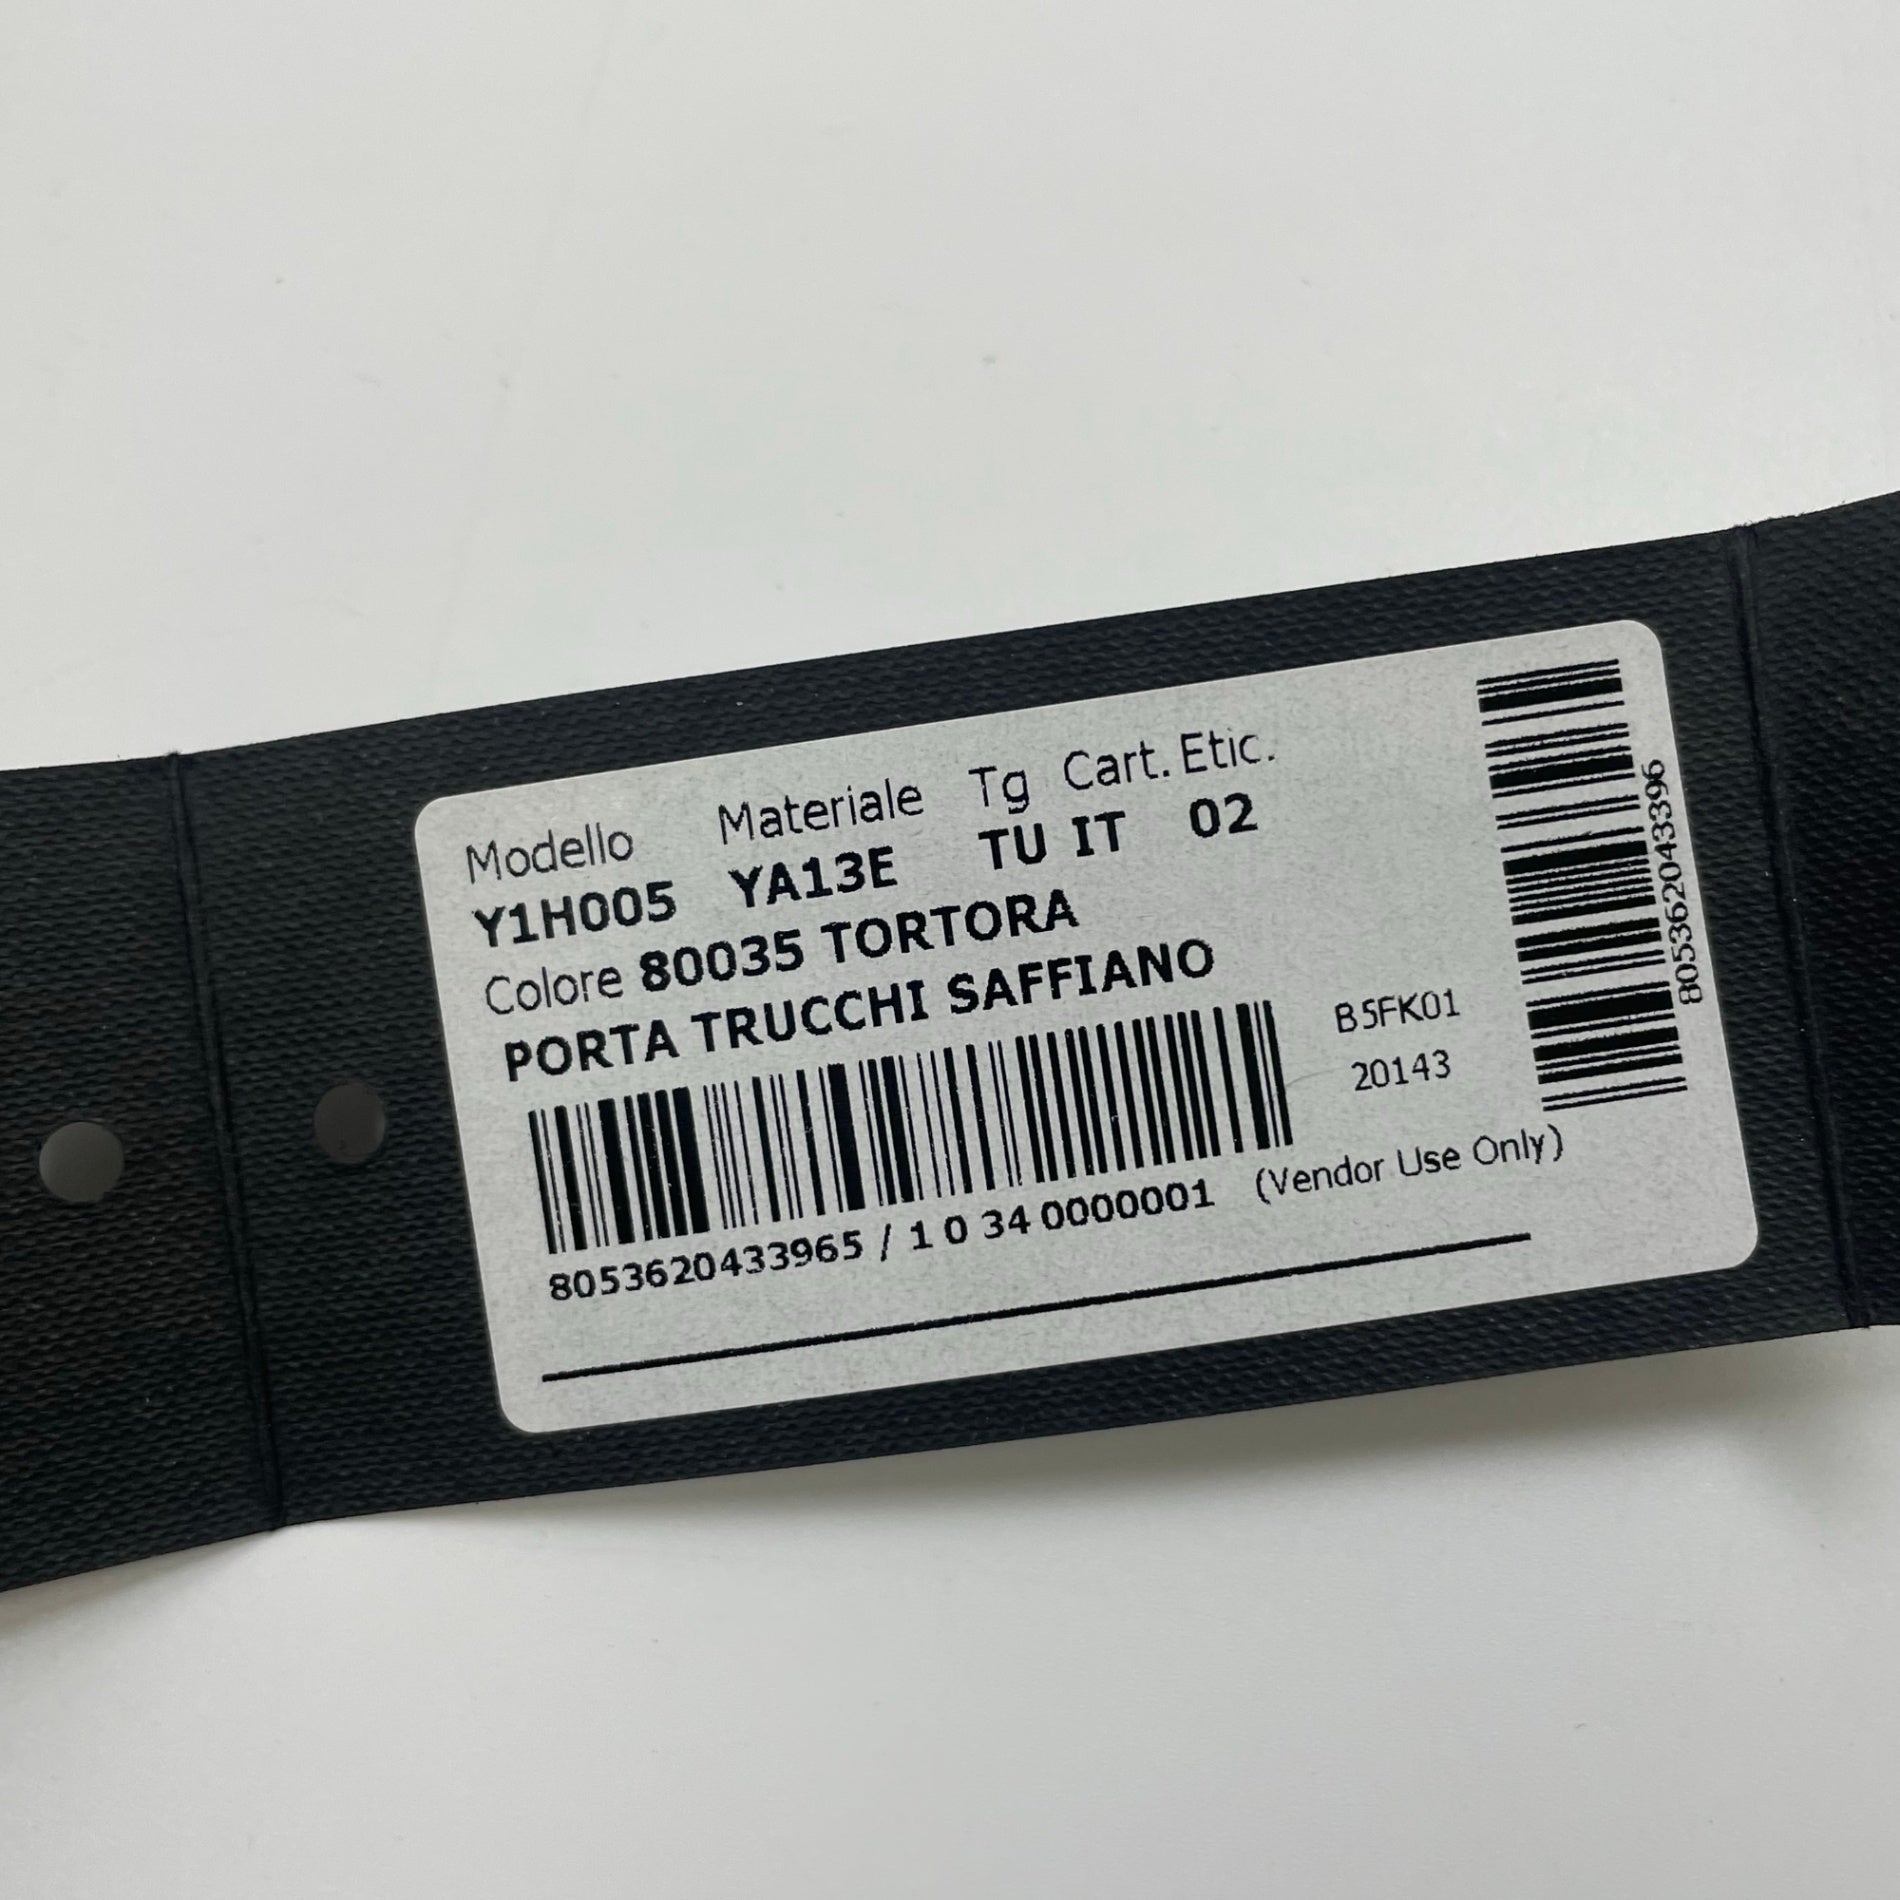 Modello Materiale Tg Cart. Etic.
Y1H005 YA13E TU IT 02
Colore 80035 TORTORA
PORTA TRUCCHI SAFFIANO
B5FK01
20143
8053620433965 / 1 0 34 0000001 (Vendor Use Only)
805362043396